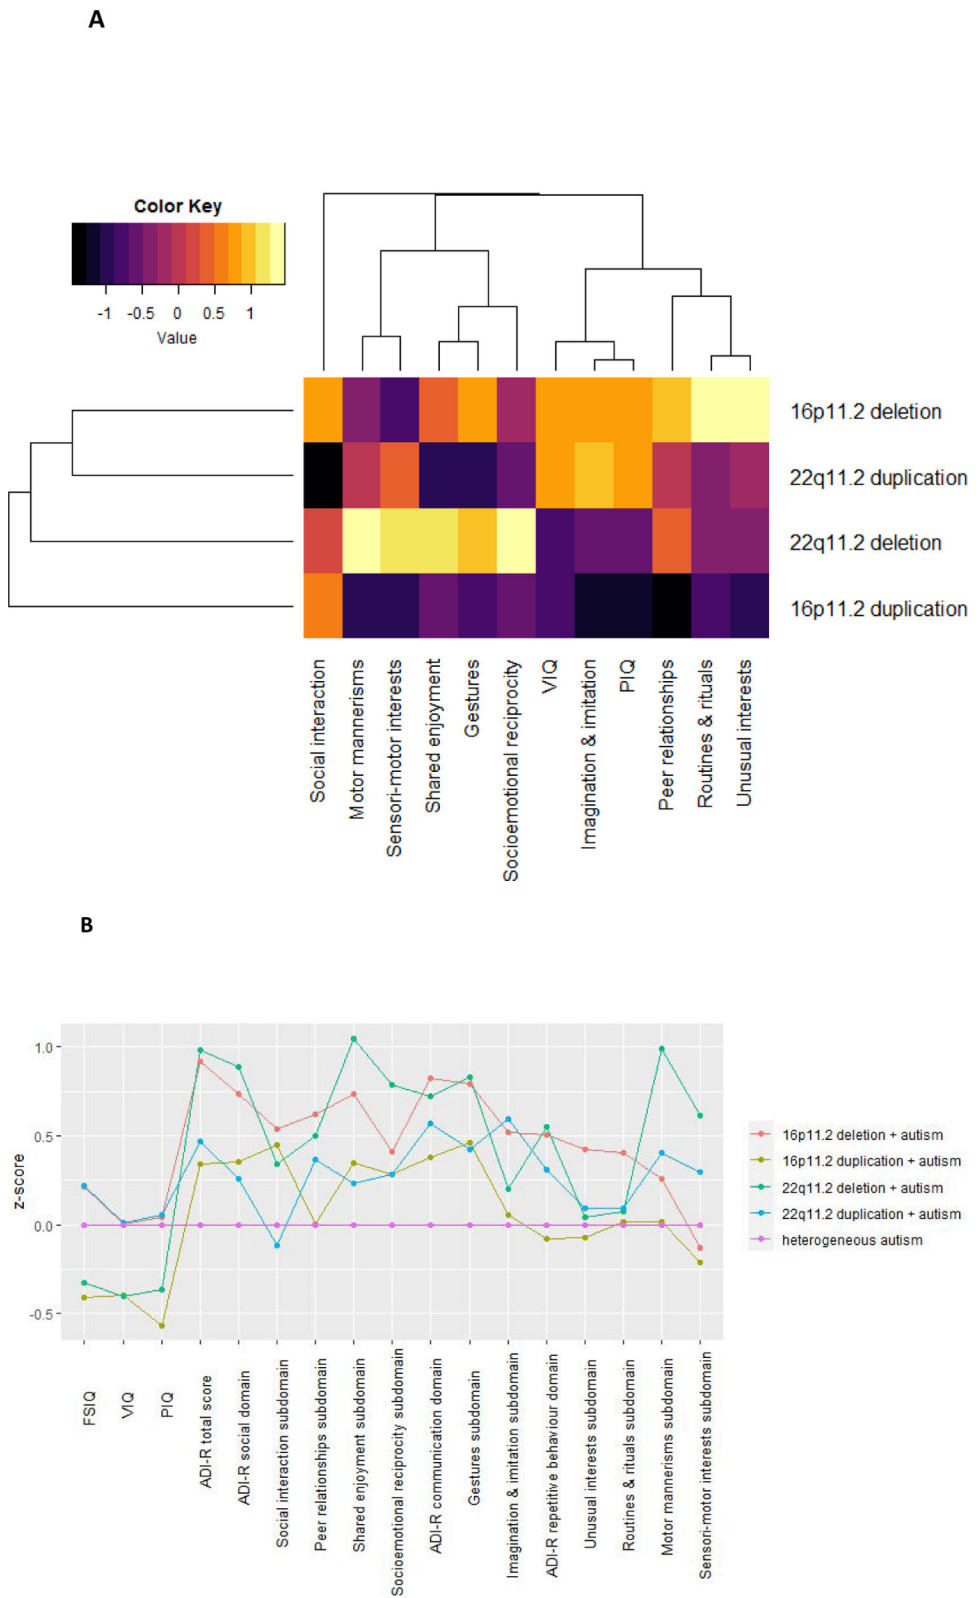 A
Color Key
-1 -0.5 0 0.5 1
Value
16p11.2 deletion
22q11.2 duplication
22q11.2 deletion
16p11.2 duplication
Social interaction
Motor mannerisms
Sensori-motor interests
Shared enjoyment
Gestures
Socioemotional reciprocity
VIQ
Imagination & imitation
PIQ
Peer relationships
Routines & rituals
Unusual interests
B
z-score
1.0
0.5
0.0
-0.5
FSIQ
VIQ
PIQ
ADI-R total score
ADI-R social domain
Social interaction subdomain
Peer relationships subdomain
Shared enjoyment subdomain
Socioemotional reciprocity subdomain
ADI-R communication domain
Gestures subdomain
Imagination & imitation subdomain
ADI-R repetitive behaviour domain
Unusual interests subdomain
Routines & rituals subdomain
Motor mannerisms subdomain
Sensori-motor interests subdomain
16p11.2 deletion + autism
16p11.2 duplication + autism
22q11.2 deletion + autism
22q11.2 duplication + autism
heterogeneous autism